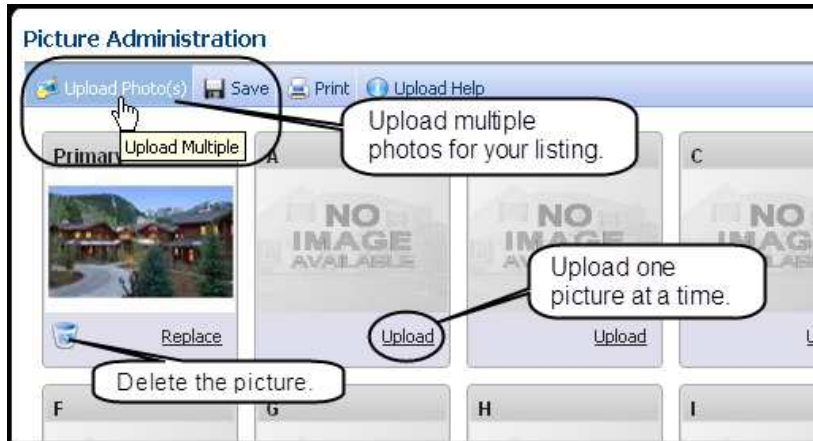 Picture Administration
Upload Photo(s) Save Print Upload Help
Upload Multiple
Upload multiple
photos for your listing.
Primary
A
C
NO
IMAGE
AVAILABLE
NO
IMAGE
NO
Upload one
picture at a time.
Replace
Upload
Upload
Delete the picture.
F
G
H
I